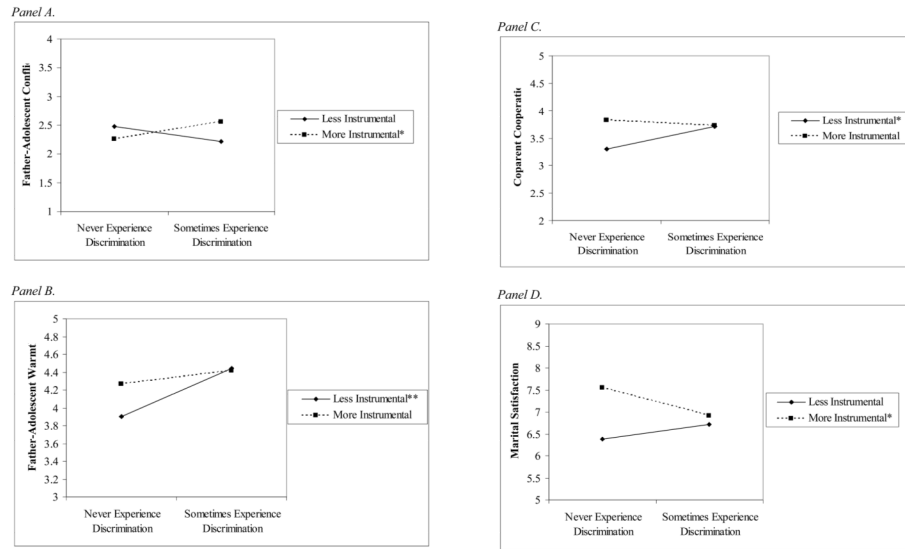 Panel A.
4
3.5
3
2.5
2
1.5
1
Father-Adolescent Conflic
Never Experience
Discrimination
Sometimes Experience
Discrimination
Less Instrumental
More Instrumental*
Panel C.
5
4.5
4
3.5
3
2.5
2
Coparent Cooperatio
Never Experience
Discrimination
Sometimes Experience
Discrimination
Less Instrumental*
More Instrumental
Panel B.
5
4.8
4.6
4.4
4.2
4
3.8
3.6
3.4
3.2
3
Father-Adolescent Warmt
Never Experience
Discrimination
Sometimes Experience
Discrimination
Less Instrumental**
More Instrumental
Panel D.
9
8.5
8
7.5
7
6.5
6
5.5
5
Marital Satisfaction
Never Experience
Discrimination
Sometimes Experience
Discrimination
Less Instrumental
More Instrumental*